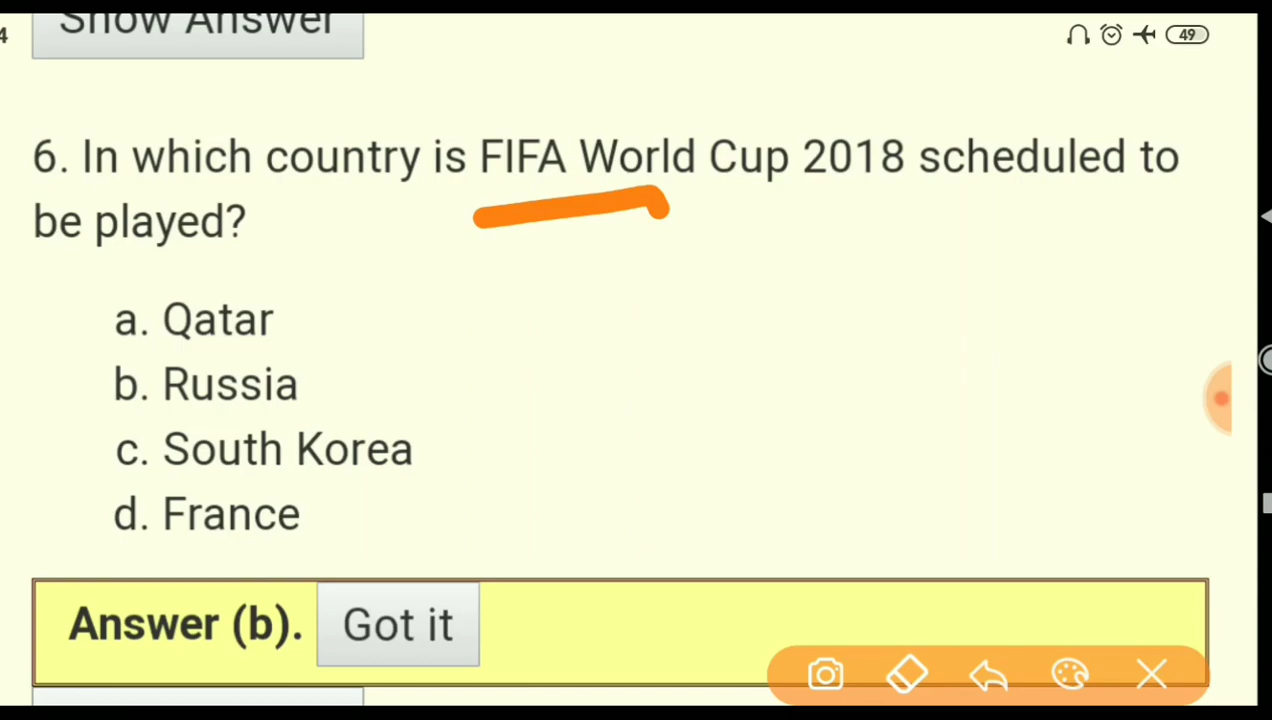 Show Answer
4
49
6. In which country is FIFA World Cup 2018 scheduled to
be played?
a. Qatar
b. Russia
c. South Korea
d. France
Answer (b). Got it